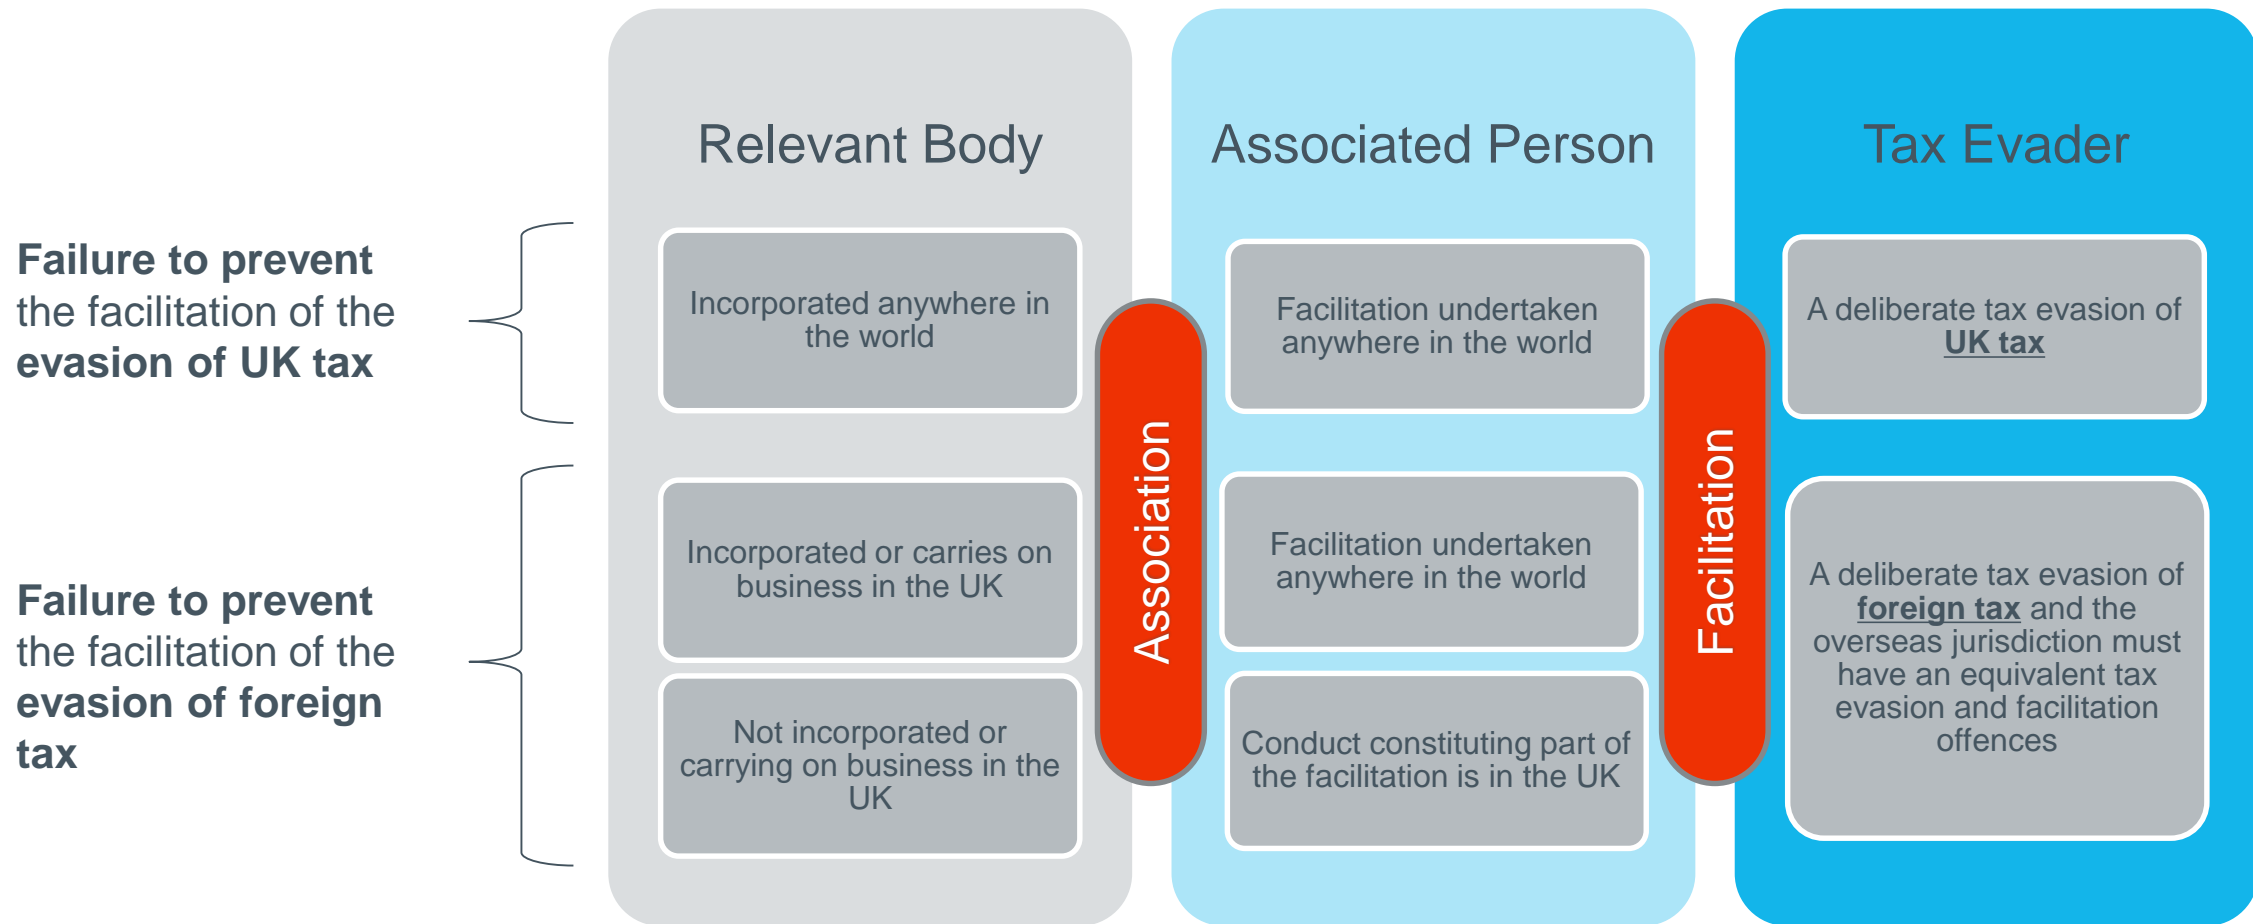 Relevant Body
Associated Person
Tax Evader
Failure to prevent
the facilitation of the
evasion of UK tax
Incorporated anywhere in
the world
Facilitation undertaken
anywhere in the world
A deliberate tax evasion of
UK tax
Association
Facilitation
Failure to prevent
the facilitation of the
evasion of foreign
tax
Incorporated or carries on
business in the UK
Facilitation undertaken
anywhere in the world
A deliberate tax evasion of
foreign tax and the
overseas jurisdiction must
have an equivalent tax
evasion and facilitation
offences
Not incorporated or
carrying on business in the
UK
Conduct constituting part of
the facilitation is in the UK